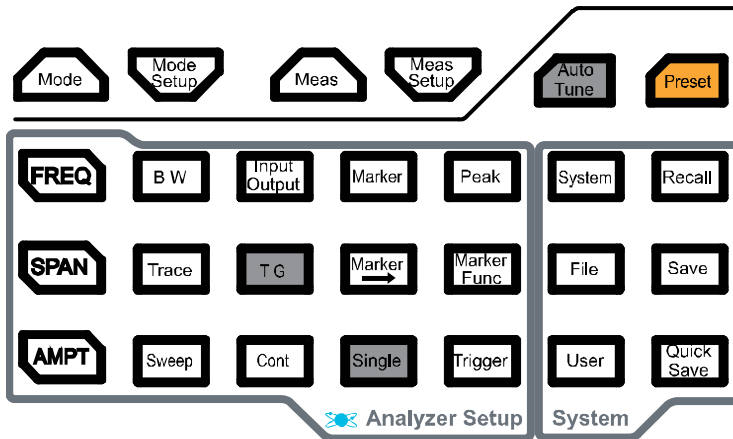 Mode
Mode
Setup
Meas
Meas
Setup
Auto
Tune
Preset
FREQ
B W
Input
Output
Marker
Peak
System
Recall
SPAN
Trace
T G
Marker
Marker
Func
File
Save
AMPT
Sweep
Cont
Single
Trigger
User
Quick
Save
Analyzer Setup
System